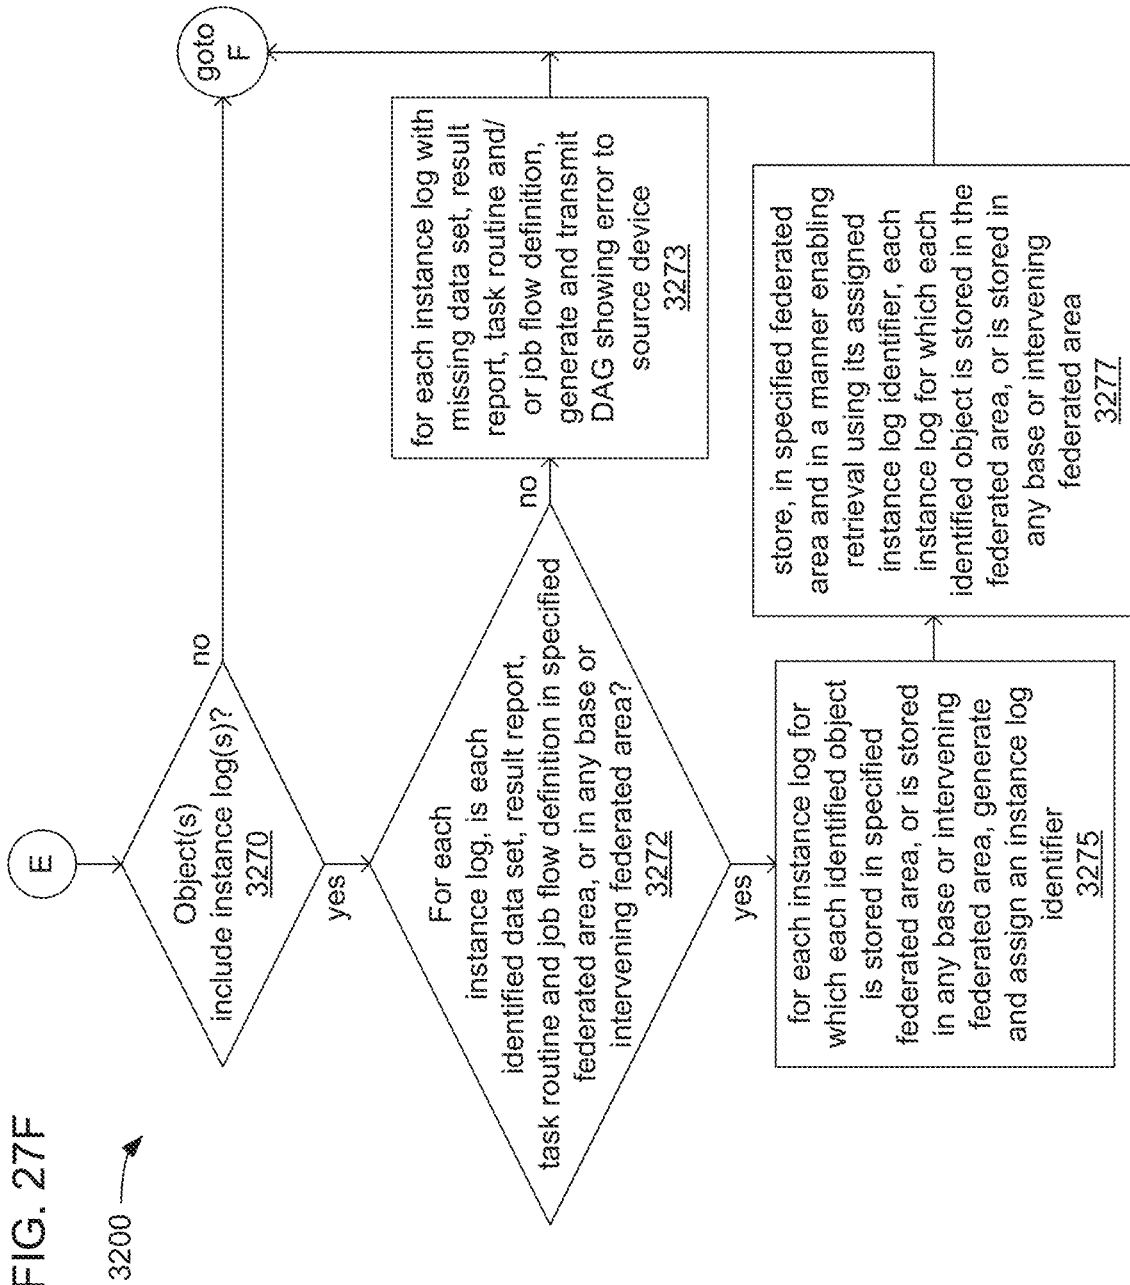 FIG. 27F
3200
E
Object(s)
include instance log(s)?
3270
no
goto
F
yes
For each
instance log, is each
identified data set, result report,
task routine and job flow definition in specified
federated area, or in any base or
intervening federated area?
3272
no
for each instance log with
missing data set, result
report, task routine and/
or job flow definition,
generate and transmit
DAG showing error to
source device
3273
yes
for each instance log for
which each identified object
is stored in specified
federated area, or is stored
in any base or intervening
federated area, generate
and assign an instance log
identifier
3275
store, in specified federated
area and in a manner enabling
retrieval using its assigned
instance log identifier, each
instance log for which each
identified object is stored in the
federated area, or is stored in
any base or intervening
federated area
3277